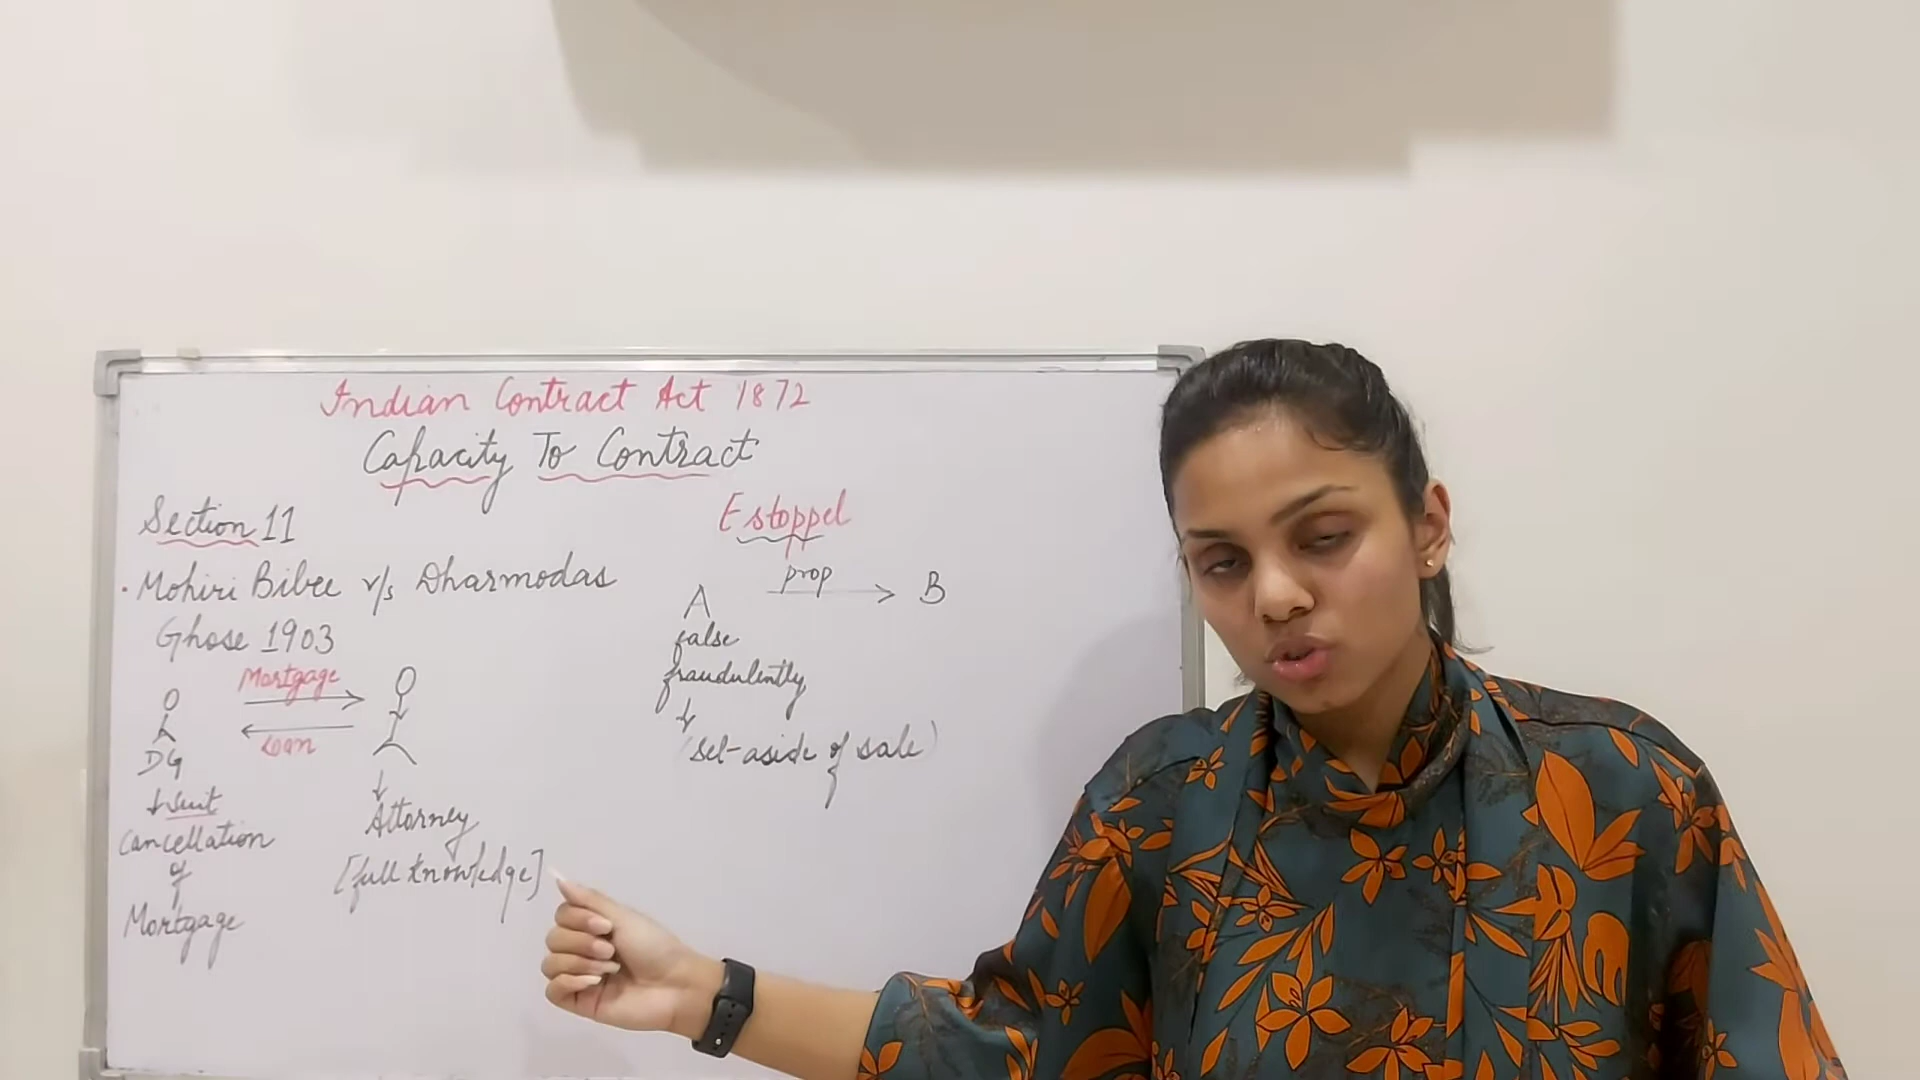 Indian Contract Act 1872
Capacity To Contract
Section 11
• Mohiri Bibee v/s Dharmodas
Ghose 1903
Mortgage
Loan
DG
↓ suit
Cancellation
of
Mortgage
↓
Attorney
[full knowledge]
Estoppel
A prop → B
false
fraudulently
↓
(set-aside of sale)